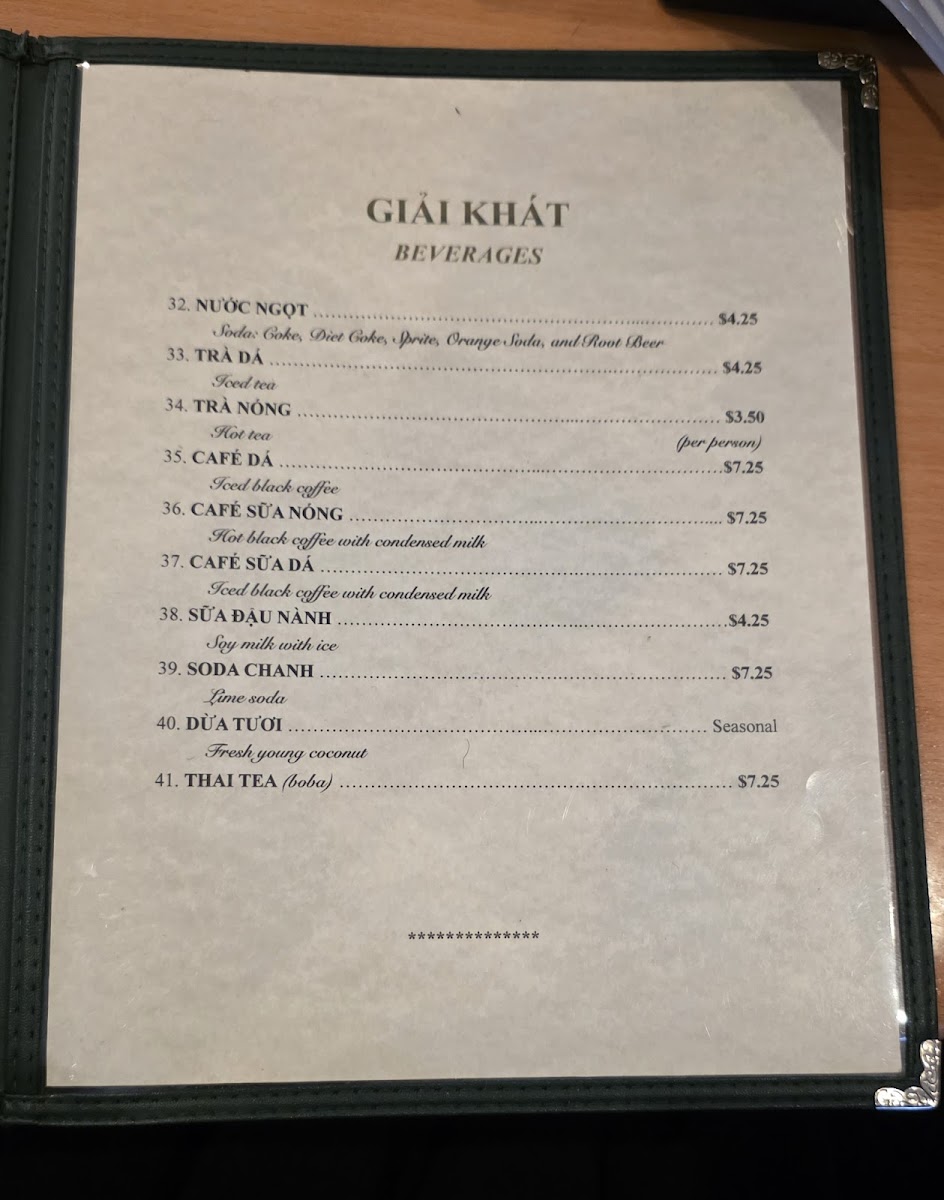 GIẢI KHÁT
BEVERAGES
32. NƯỚC NGỌT ........................................ $4.25
Soda: Coke, Diet Coke, Sprite, Orange Soda, and Root Beer
33. TRÀ DÁ ........................................ $4.25
Iced tea
34. TRÀ NÓNG ........................................ $3.50
Hot tea (per person)
35. CAFÉ DÁ ........................................ $7.25
Iced black coffee
36. CAFÉ SỮA NÓNG ........................................ $7.25
Hot black coffee with condensed milk
37. CAFÉ SỮA DÁ ........................................ $7.25
Iced black coffee with condensed milk
38. SỮA ĐẬU NÀNH ........................................ $4.25
Soy milk with ice
39. SODA CHANH ........................................ $7.25
Lime soda
40. DỪA TƯƠI ........................................ Seasonal
Fresh young coconut
41. THAI TEA (boba) ........................................ $7.25
**************